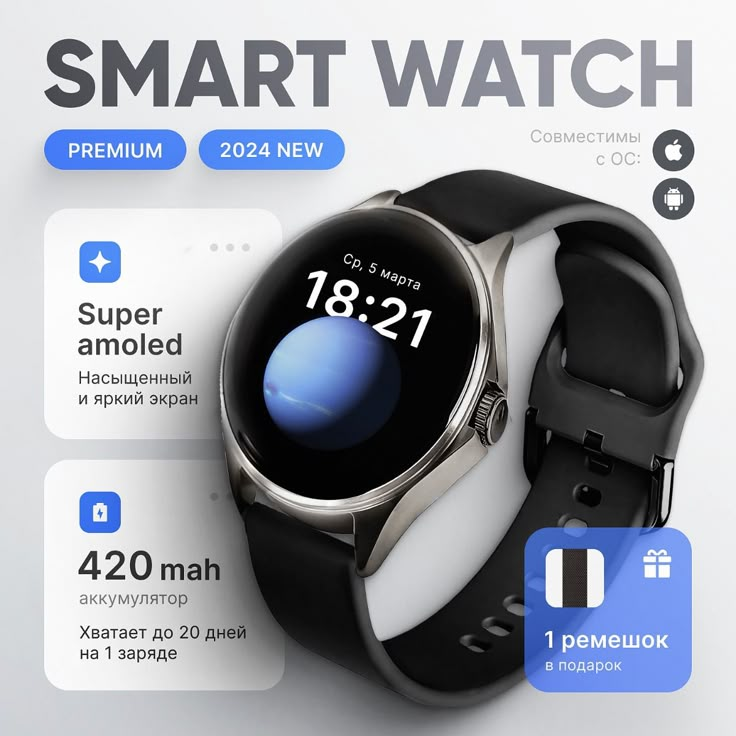 SMART WATCH
PREMIUM
2024 NEW
Совместимы
с ОС:
Super
amoled
Насыщенный
и яркий экран
Ср, 5 марта
18:21
420 mah
аккумулятор
Хватает до 20 дней
на 1 заряде
1 ремешок
в подарок